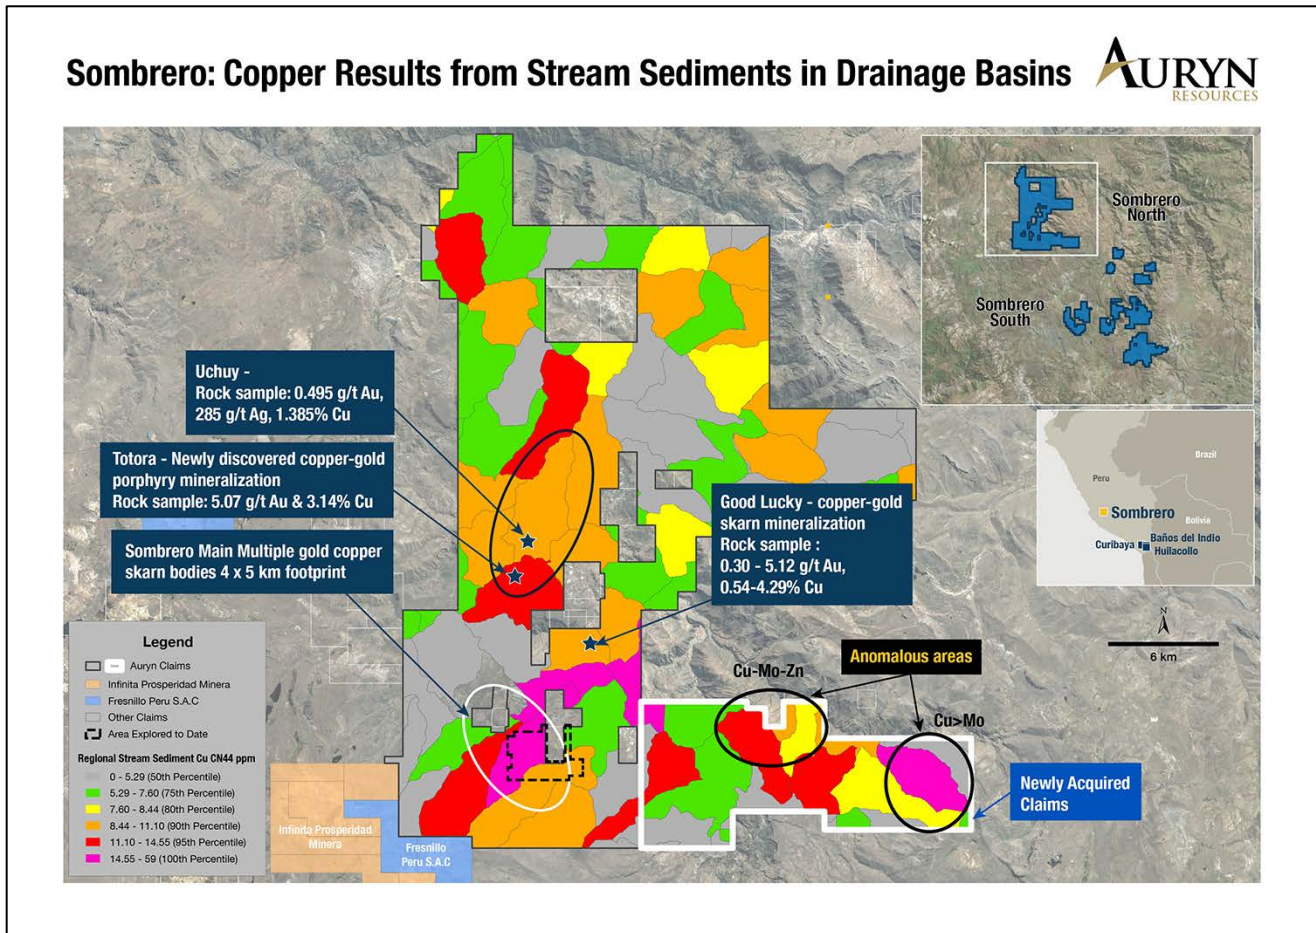 Sombrero: Copper Results from Stream Sediments in Drainage Basins
AURYN
RESOURCES
Sombrero
North
Sombrero
South
Uchuy -
Rock sample: 0.495 g/t Au,
285 g/t Ag, 1.385% Cu
Totora - Newly discovered copper-gold
porphyry mineralization
Rock sample: 5.07 g/t Au & 3.14% Cu
Sombrero Main Multiple gold copper
skarn bodies 4 x 5 km footprint
Good Lucky - copper-gold
skarn mineralization
Rock sample :
0.30 - 5.12 g/t Au,
0.54-4.29% Cu
Brazil
Peru
Sombrero
Bolivia
Curibaya
Baños del Indio
Huilacollo
N
6 km
Anomalous areas
Cu-Mo-Zn
Cu>Mo
Newly Acquired
Claims
Legend
Auryn Claims
Infinita Prosperidad Minera
Fresnillo Peru S.A.C
Other Claims
Area Explored to Date
Regional Stream Sediment Cu CN44 ppm
0 - 5.29 (50th Percentile)
5.29 - 7.60 (75th Percentile)
7.60 - 8.44 (80th Percentile)
8.44 - 11.10 (90th Percentile)
11.10 - 14.55 (95th Percentile)
14.55 - 59 (100th Percentile)
Infinita Prosperidad
Minera
Fresnillo
Peru S.A.C